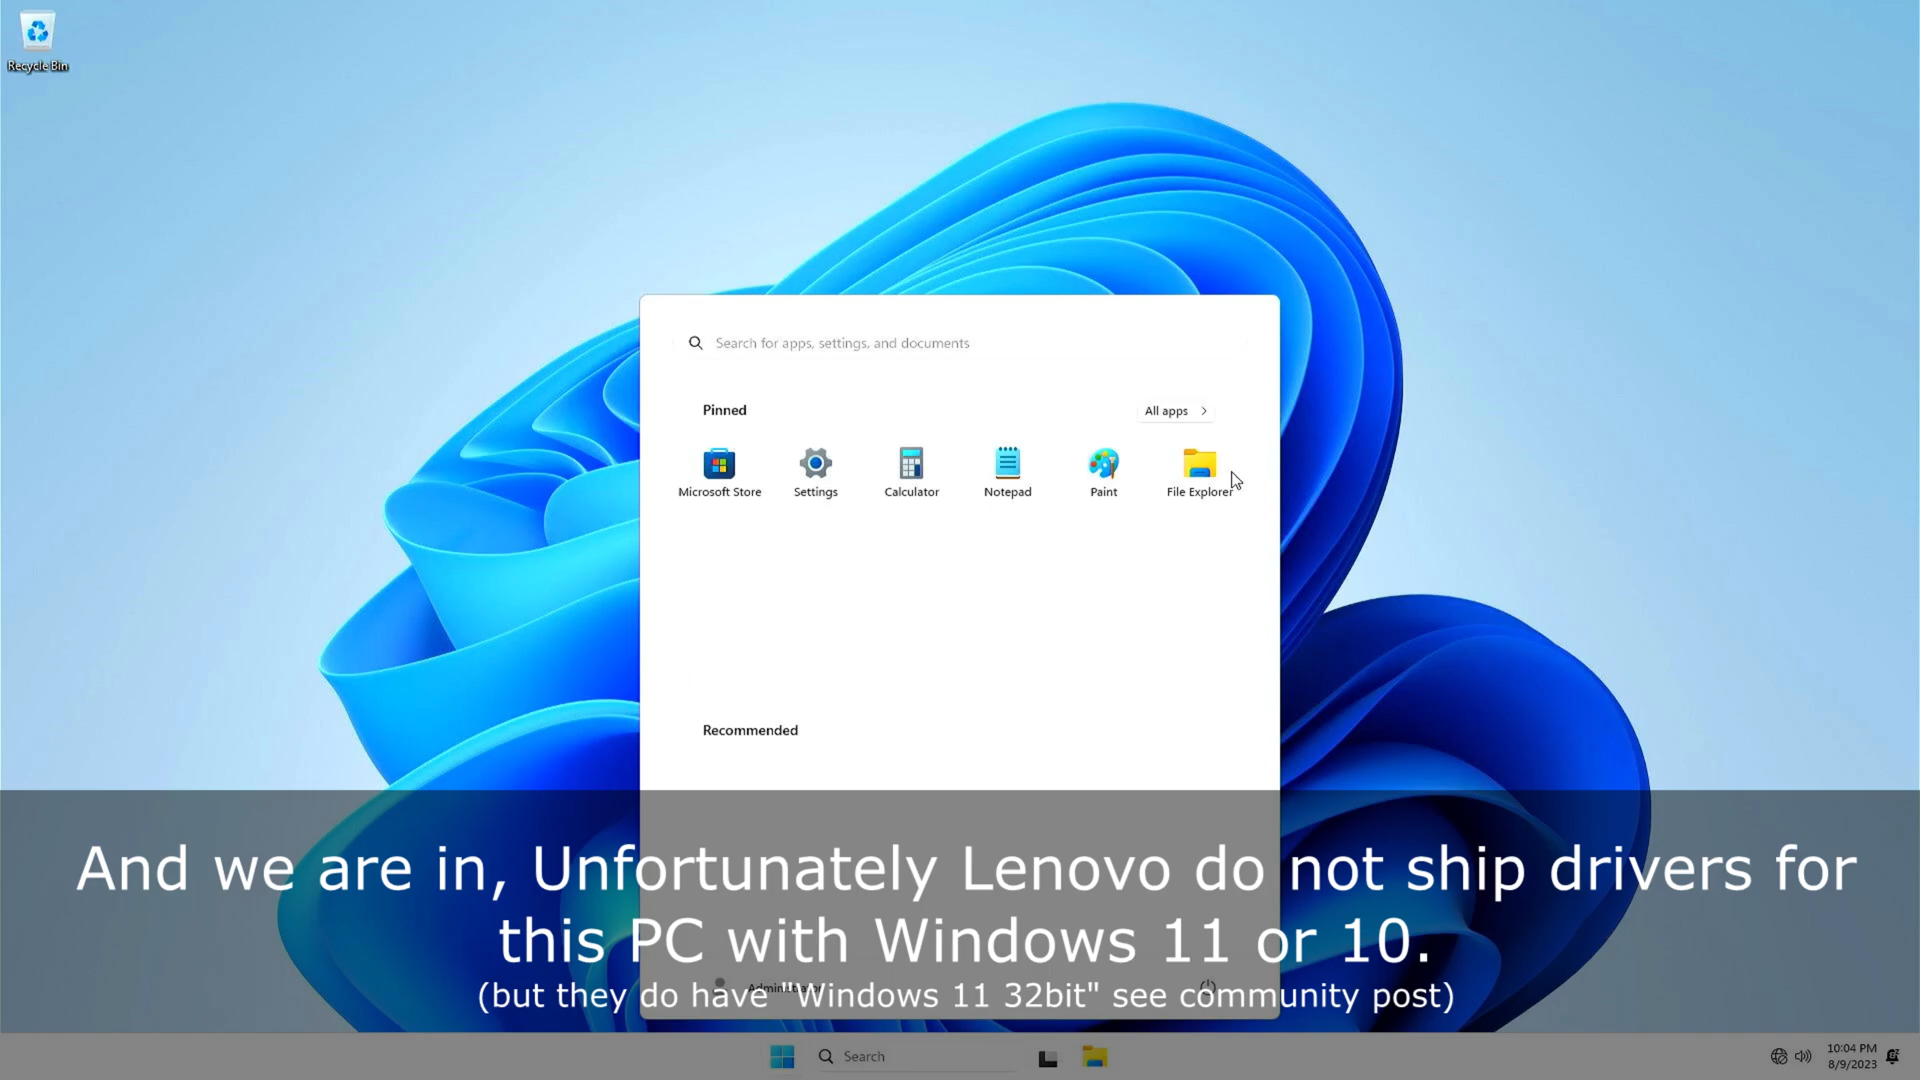 Recycle Bin
Search for apps, settings, and documents
Pinned
All apps
Microsoft Store
Settings
Calculator
Notepad
Paint
File Explorer
Recommended
And we are in, Unfortunately Lenovo do not ship drivers for
this PC with Windows 11 or 10.
Administrator
(but they do have "Windows 11 32bit" see community post)
Search
10:04 PM
8/9/2023